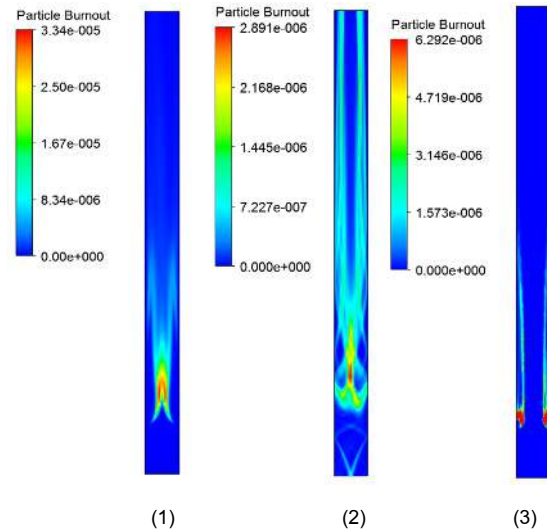 Particle Burnout
3.34e-005
2.50e-005
1.67e-005
8.34e-006
0.00e+000
Particle Burnout
2.891e-006
2.168e-006
1.445e-006
7.227e-007
0.000e+000
Particle Burnout
6.292e-006
4.719e-006
3.146e-006
1.573e-006
0.000e+000
(1) (2) (3)